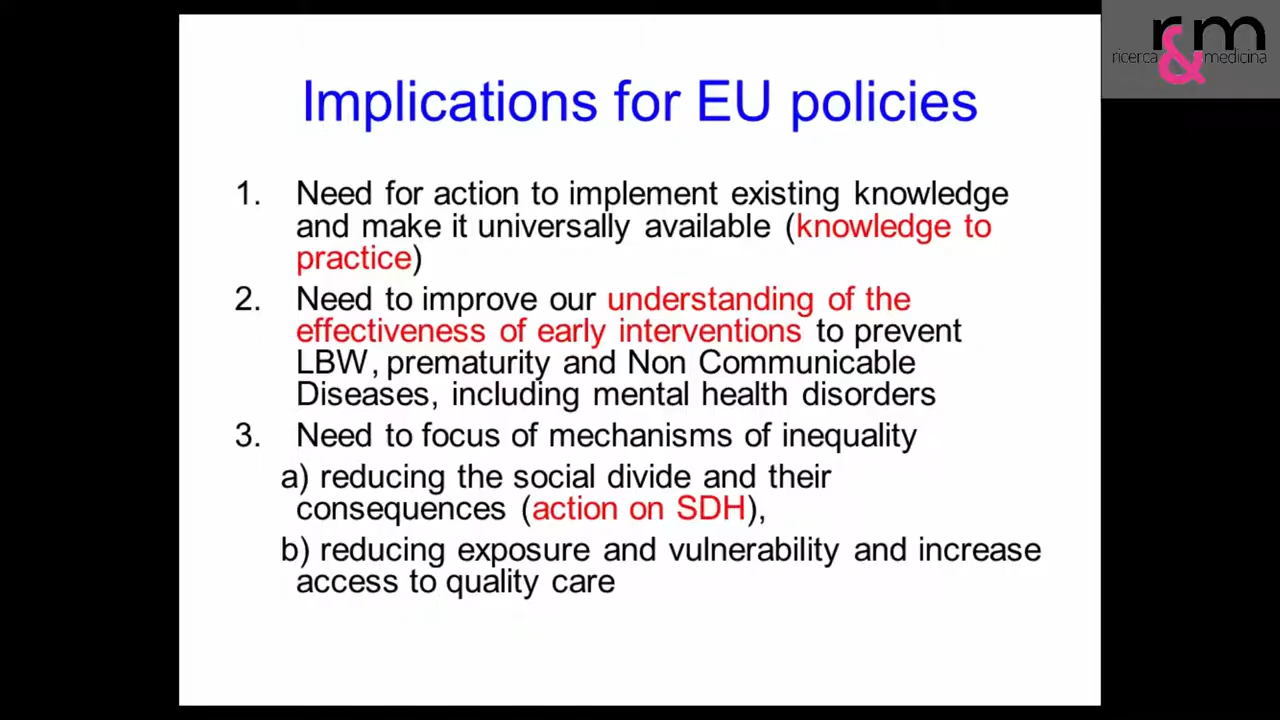 r&m
ricerca & medicina
Implications for EU policies
1. Need for action to implement existing knowledge
and make it universally available (knowledge to
practice)
2. Need to improve our understanding of the
effectiveness of early interventions to prevent
LBW, prematurity and Non Communicable
Diseases, including mental health disorders
3. Need to focus of mechanisms of inequality
a) reducing the social divide and their
consequences (action on SDH),
b) reducing exposure and vulnerability and increase
access to quality care